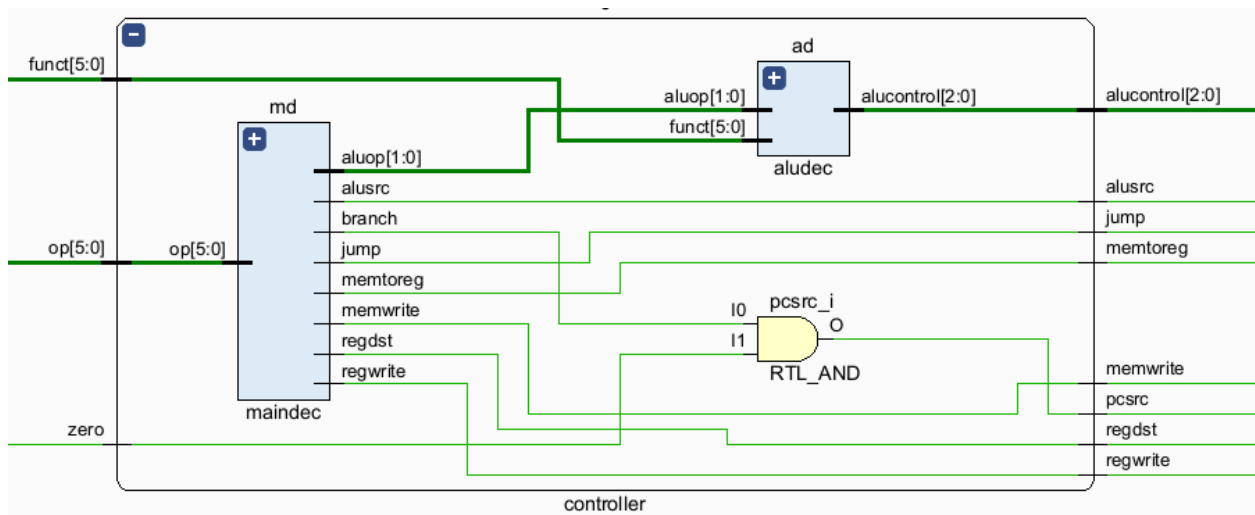 ad
funct[5:0]
aluop[1:0]
alucontrol[2:0]
alucontrol[2:0]
md
funct[5:0]
aluop[1:0]
aludec
alusrc
alusrc
branch
jump
op[5:0]
op[5:0]
jump
memtoreg
memtoreg
memwrite
I0
pcsrc_i
O
regdst
I1
regwrite
RTL_AND
memwrite
maindec
pcsrc
zero
regdst
regwrite
controller